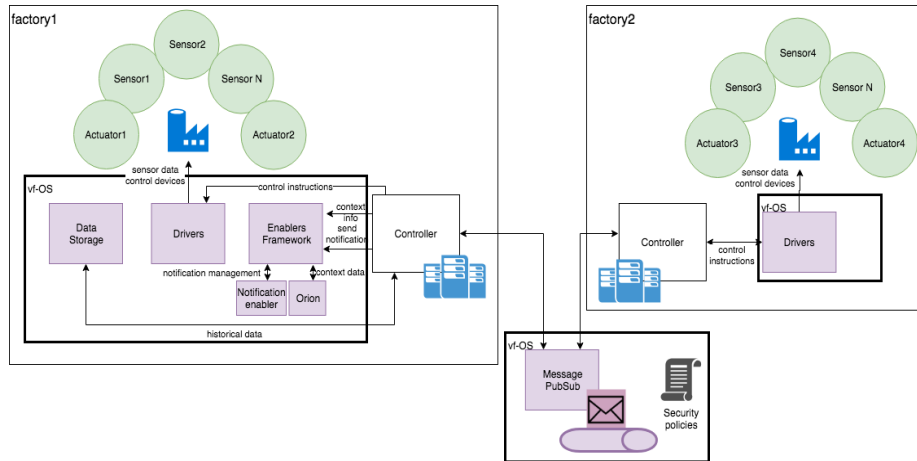 factory1
Sensor2
Sensor1
Sensor N
Actuator1
Actuator2
sensor data
control devices
vf-OS
control instructions
Data
Storage
Drivers
Enablers
Framework
context
info
send
notification
Controller
notification management
context data
Notification
enabler
Orion
historical data
factory2
Sensor4
Sensor3
Sensor N
Actuator3
Actuator4
sensor data
control devices
vf-OS
Controller
control
instructions
Drivers
vf-OS
Message
PubSub
Security
policies